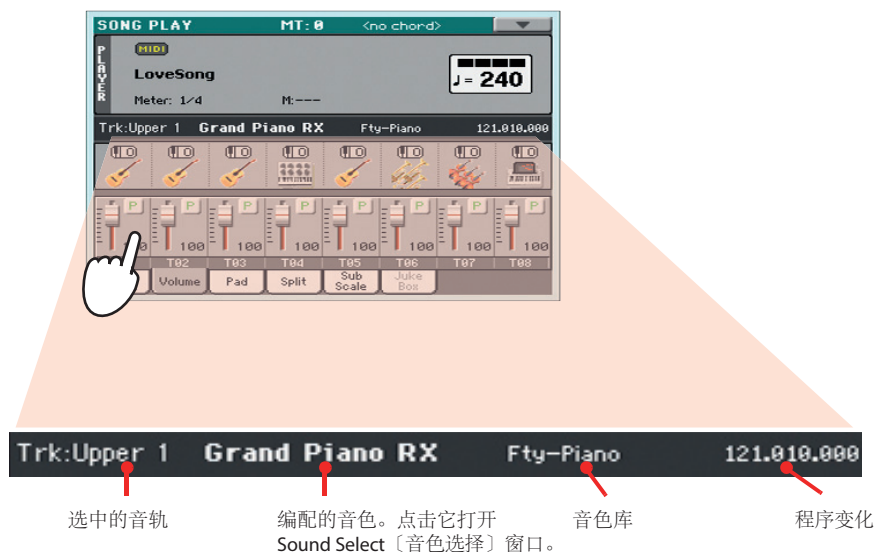 SONG PLAY MT: 0 <no chord>
PLAYER
MIDI
LoveSong
♩= 240
Meter: 1/4 M:---
Trk:Upper 1 Grand Piano RX Fty-Piano 121.010.000
P P P P P P P P
100 100 100 100 100 100 100
T02 T03 T04 T05 T06 T07 T08
Volume Pad Split Sub Scale Juke Box
Trk:Upper 1 Grand Piano RX Fty-Piano 121.010.000
选中的音轨 编配的音色。点击它打开 音色库 程序变化
Sound Select〔音色选择〕窗口。